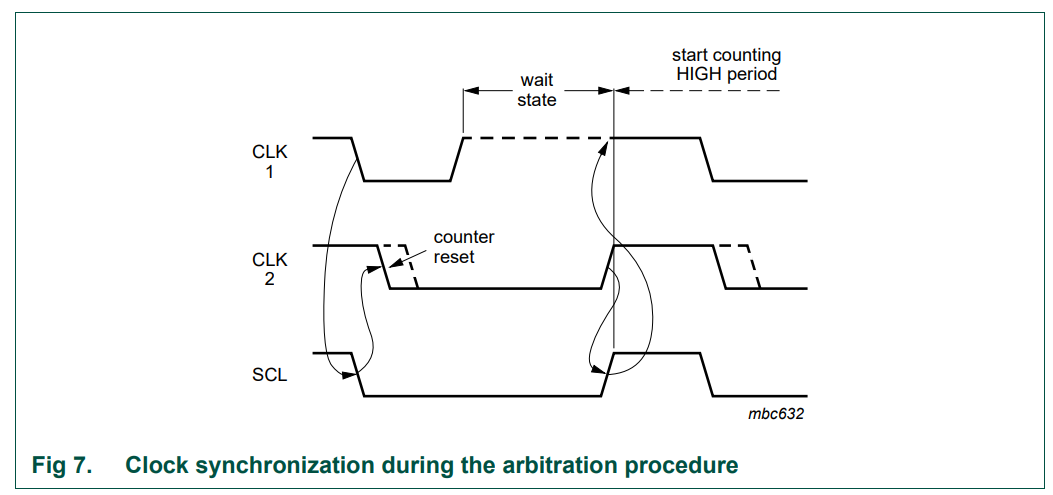 start counting
HIGH period
wait
state
CLK
1
counter
reset
CLK
2
SCL
mbc632
Fig 7. Clock synchronization during the arbitration procedure